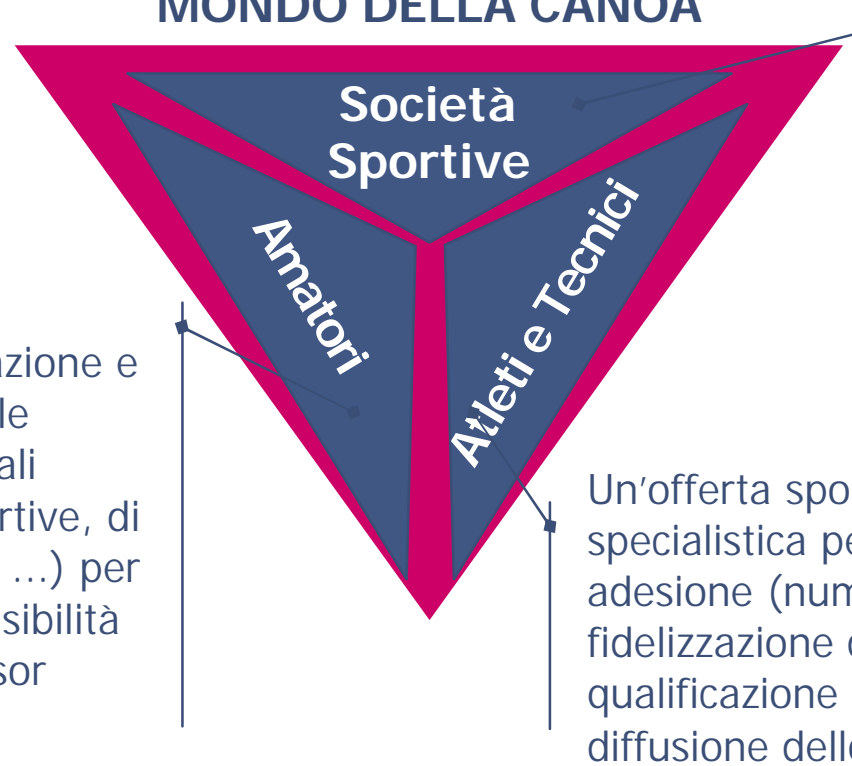 MONDO DELLA CANOA
Società
Sportive
Amatori
Atleti e Tecnici
azione e
le
ali
rtive, di
…) per
sibilità
sor
Un’offerta spo
specialistica pe
adesione (num
fidelizzazione
qualificazione
diffusione dell